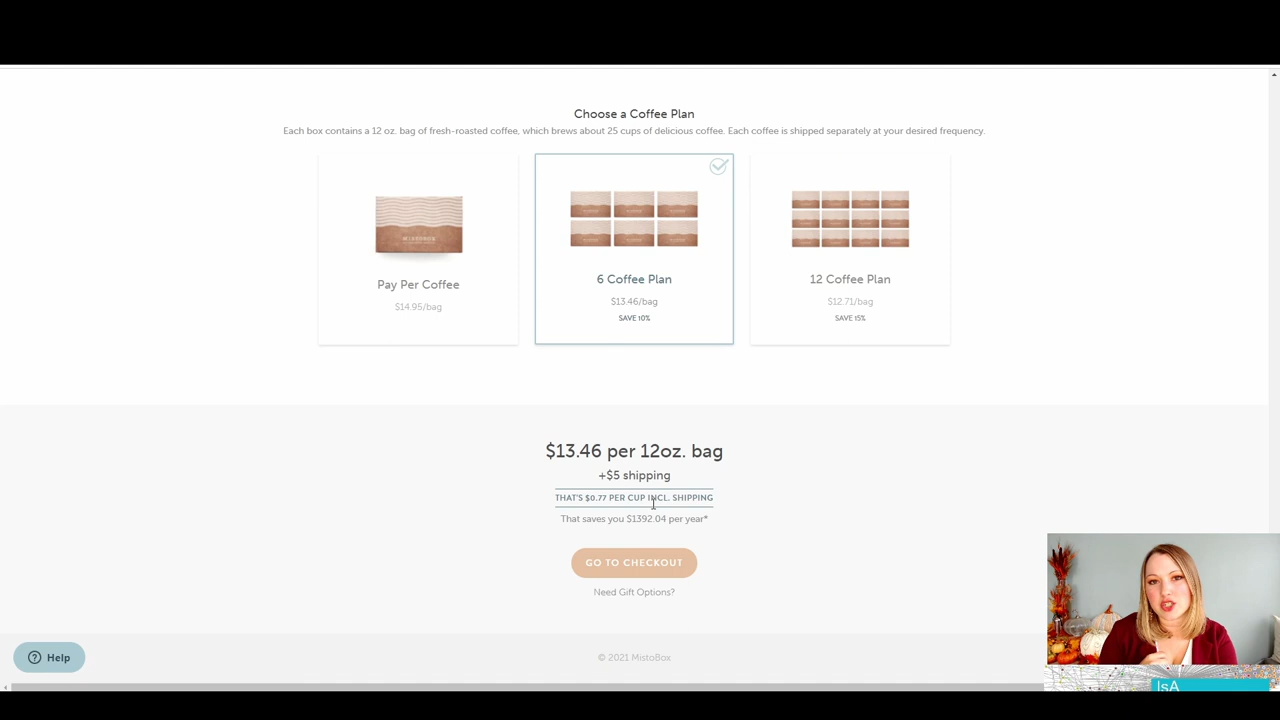 Choose a Coffee Plan
Each box contains a 12 oz. bag of fresh-roasted coffee, which brews about 25 cups of delicious coffee. Each coffee is shipped separately at your desired frequency.
Pay Per Coffee
$14.95/bag
6 Coffee Plan
$13.46/bag
SAVE 10%
12 Coffee Plan
$12.71/bag
SAVE 15%
$13.46 per 12oz. bag
+$5 shipping
THAT'S $0.77 PER CUP INCL. SHIPPING
That saves you $1392.04 per year*
GO TO CHECKOUT
Need Gift Options?
Help
© 2021 MistoBox
IsA